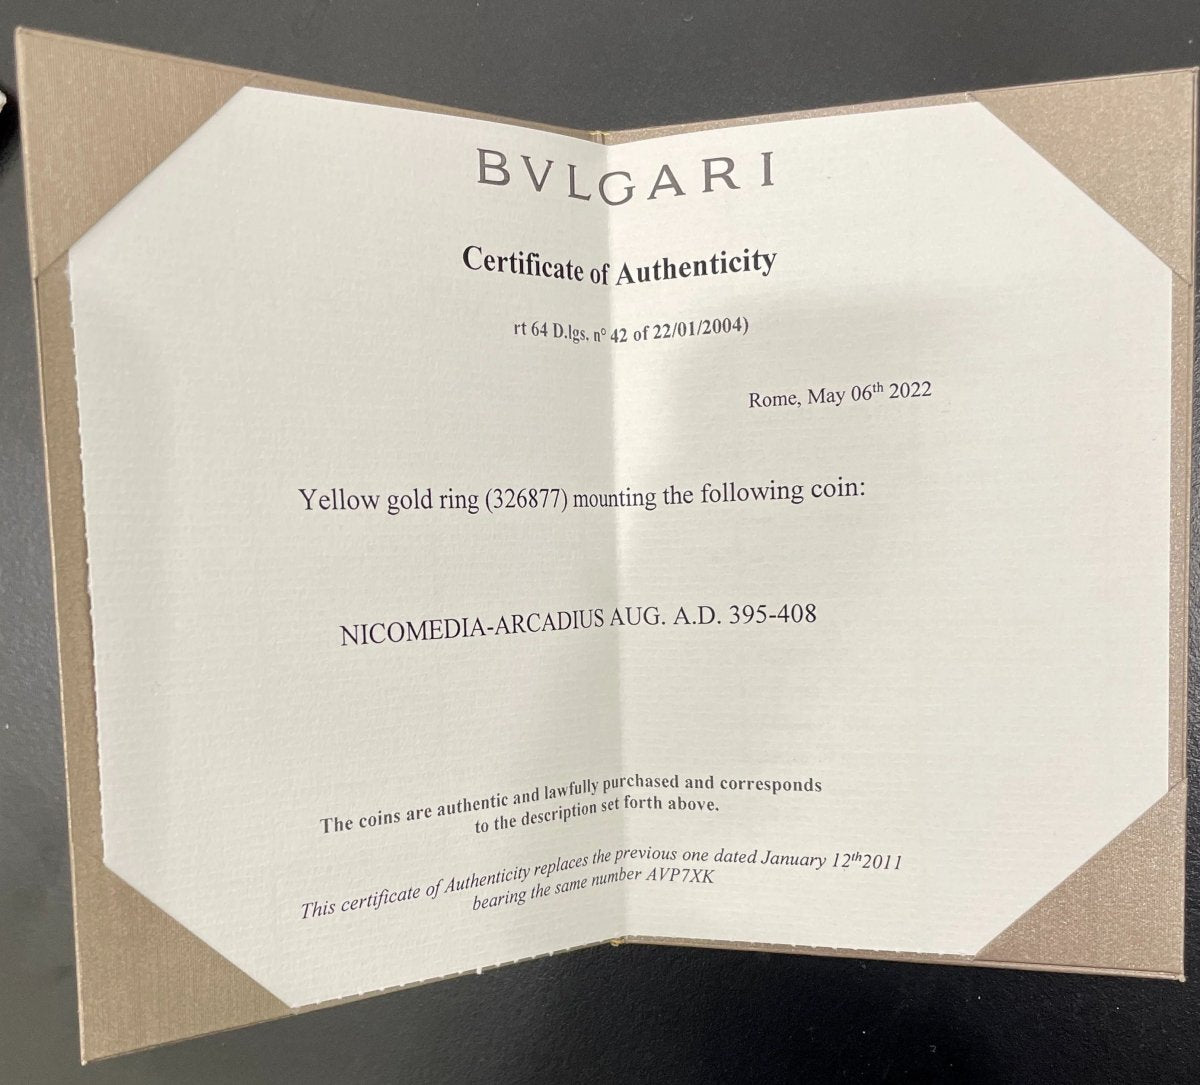 BVLGARI
Certificate of Authenticity
rt 64 D.lgs. n° 42 of 22/01/2004)
Rome, May 06th 2022
Yellow gold ring (326877) mounting the following coin:
NICOMEDIA-ARCADIUS AUG. A.D. 395-408
The coins are authentic and lawfully purchased and corresponds
to the description set forth above.
This certificate of Authenticity replaces the previous one dated January 12th2011
bearing the same number AVP7XK